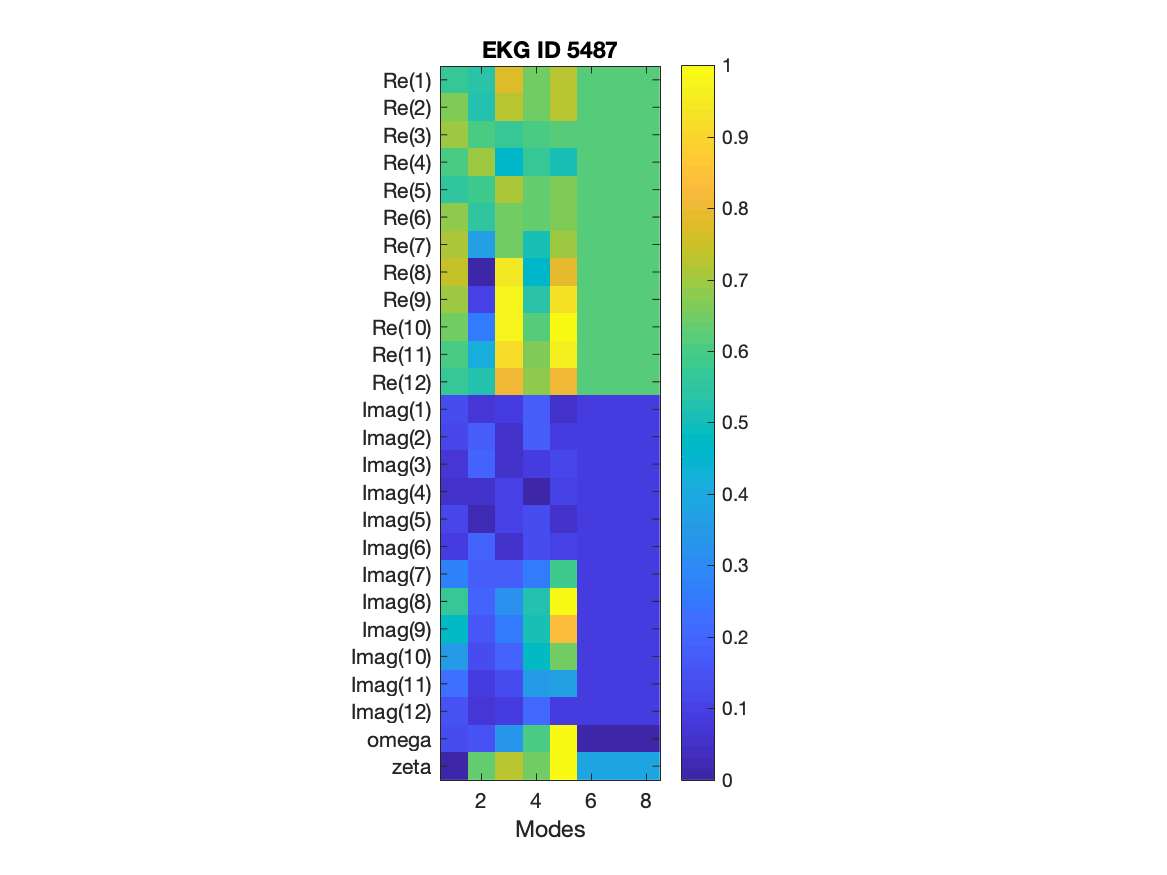 EKG ID 5487
Re(1)
Re(2)
Re(3)
Re(4)
Re(5)
Re(6)
Re(7)
Re(8)
Re(9)
Re(10)
Re(11)
Re(12)
Imag(1)
Imag(2)
Imag(3)
Imag(4)
Imag(5)
Imag(6)
Imag(7)
Imag(8)
Imag(9)
Imag(10)
Imag(11)
Imag(12)
omega
zeta
2 4 6 8
Modes
1
0.9
0.8
0.7
0.6
0.5
0.4
0.3
0.2
0.1
0